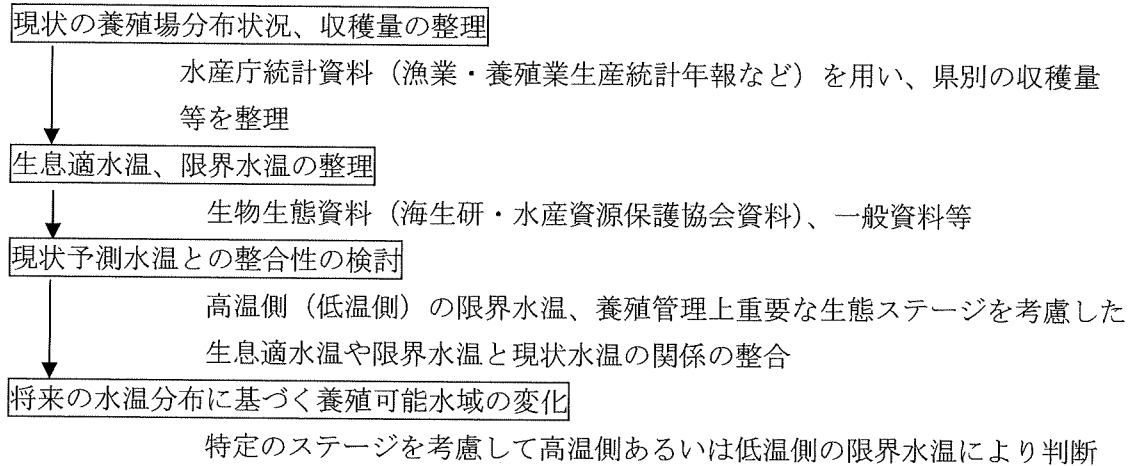 現状の養殖場分布状況、収穫量の整理
水産庁統計資料（漁業・養殖業生産統計年報など）を用い、県別の収穫量
等を整理
生息適水温、限界水温の整理
生物生態資料（海生研・水産資源保護協会資料）、一般資料等
現状予測水温との整合性の検討
高温側（低温側）の限界水温、養殖管理上重要な生態ステージを考慮した
生息適水温や限界水温と現状水温の関係の整合
将来の水温分布に基づく養殖可能水域の変化
特定のステージを考慮して高温側あるいは低温側の限界水温により判断